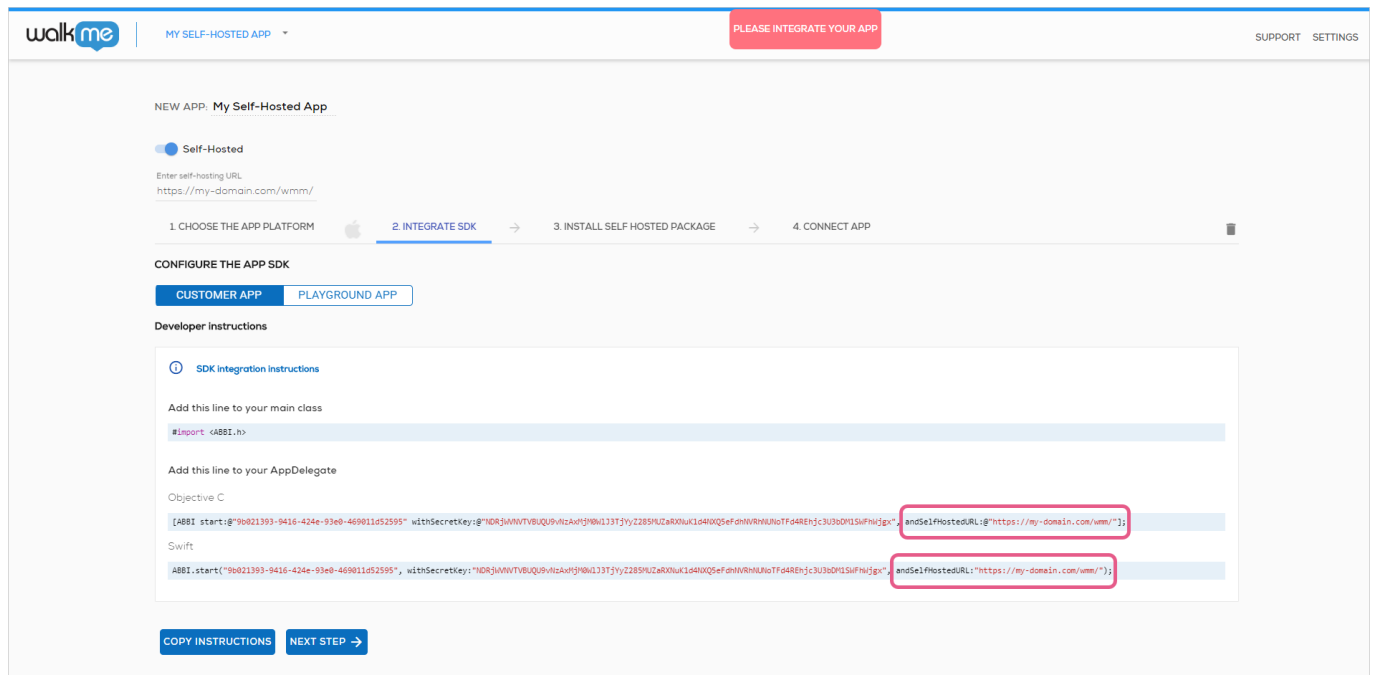 walkme
MY SELF-HOSTED APP
PLEASE INTEGRATE YOUR APP
SUPPORT SETTINGS
NEW APP: My Self-Hosted App
Self-Hosted
Enter self-hosting URL
https://my-domain.com/wmm/
1. CHOOSE THE APP PLATFORM 2. INTEGRATE SDK → 3. INSTALL SELF HOSTED PACKAGE → 4. CONNECT APP
CONFIGURE THE APP SDK
CUSTOMER APP PLAYGROUND APP
Developer instructions
SDK integration instructions
Add this line to your main class
#import <ABBI.h>
Add this line to your AppDelegate
Objective C
[ABBI start:@"9b021393-9416-424e-93e0-469011d52595" withSecretKey:@" andSelfHostedURL:@"https://my-domain.com/wmm/"];
Swift
ABBI.start("9b021393-9416-424e-93e0-469011d52595", withSecretKey:" andSelfHostedURL:"https://my-domain.com/wmm/");
COPY INSTRUCTIONS NEXT STEP →